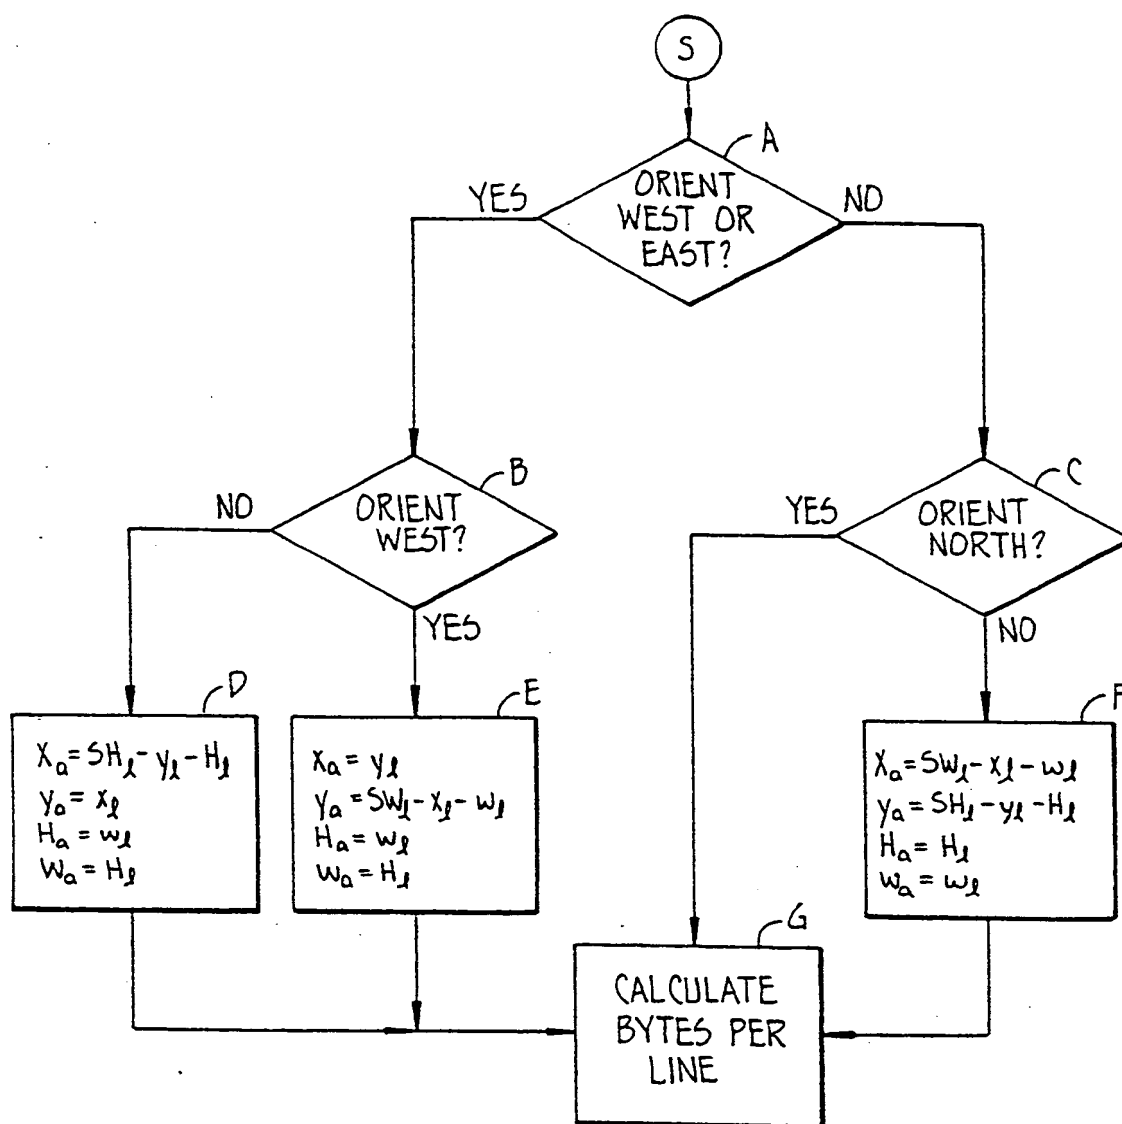 S
A
ORIENT
WEST OR
EAST?
YES
NO
B
ORIENT
WEST?
NO
YES
C
ORIENT
NORTH?
YES
NO
D
Xₐ = SHₗ - yₗ - Hₗ
yₐ = xₗ
Hₐ = wₗ
Wₐ = Hₗ
E
xₐ = yₗ
yₐ = SWₗ - xₗ - wₗ
Hₐ = wₗ
wₐ = Hₗ
F
xₐ = SWₗ - xₗ - wₗ
yₐ = SHₗ - yₗ - Hₗ
Hₐ = Hₗ
wₐ = wₗ
G
CALCULATE
BYTES PER
LINE